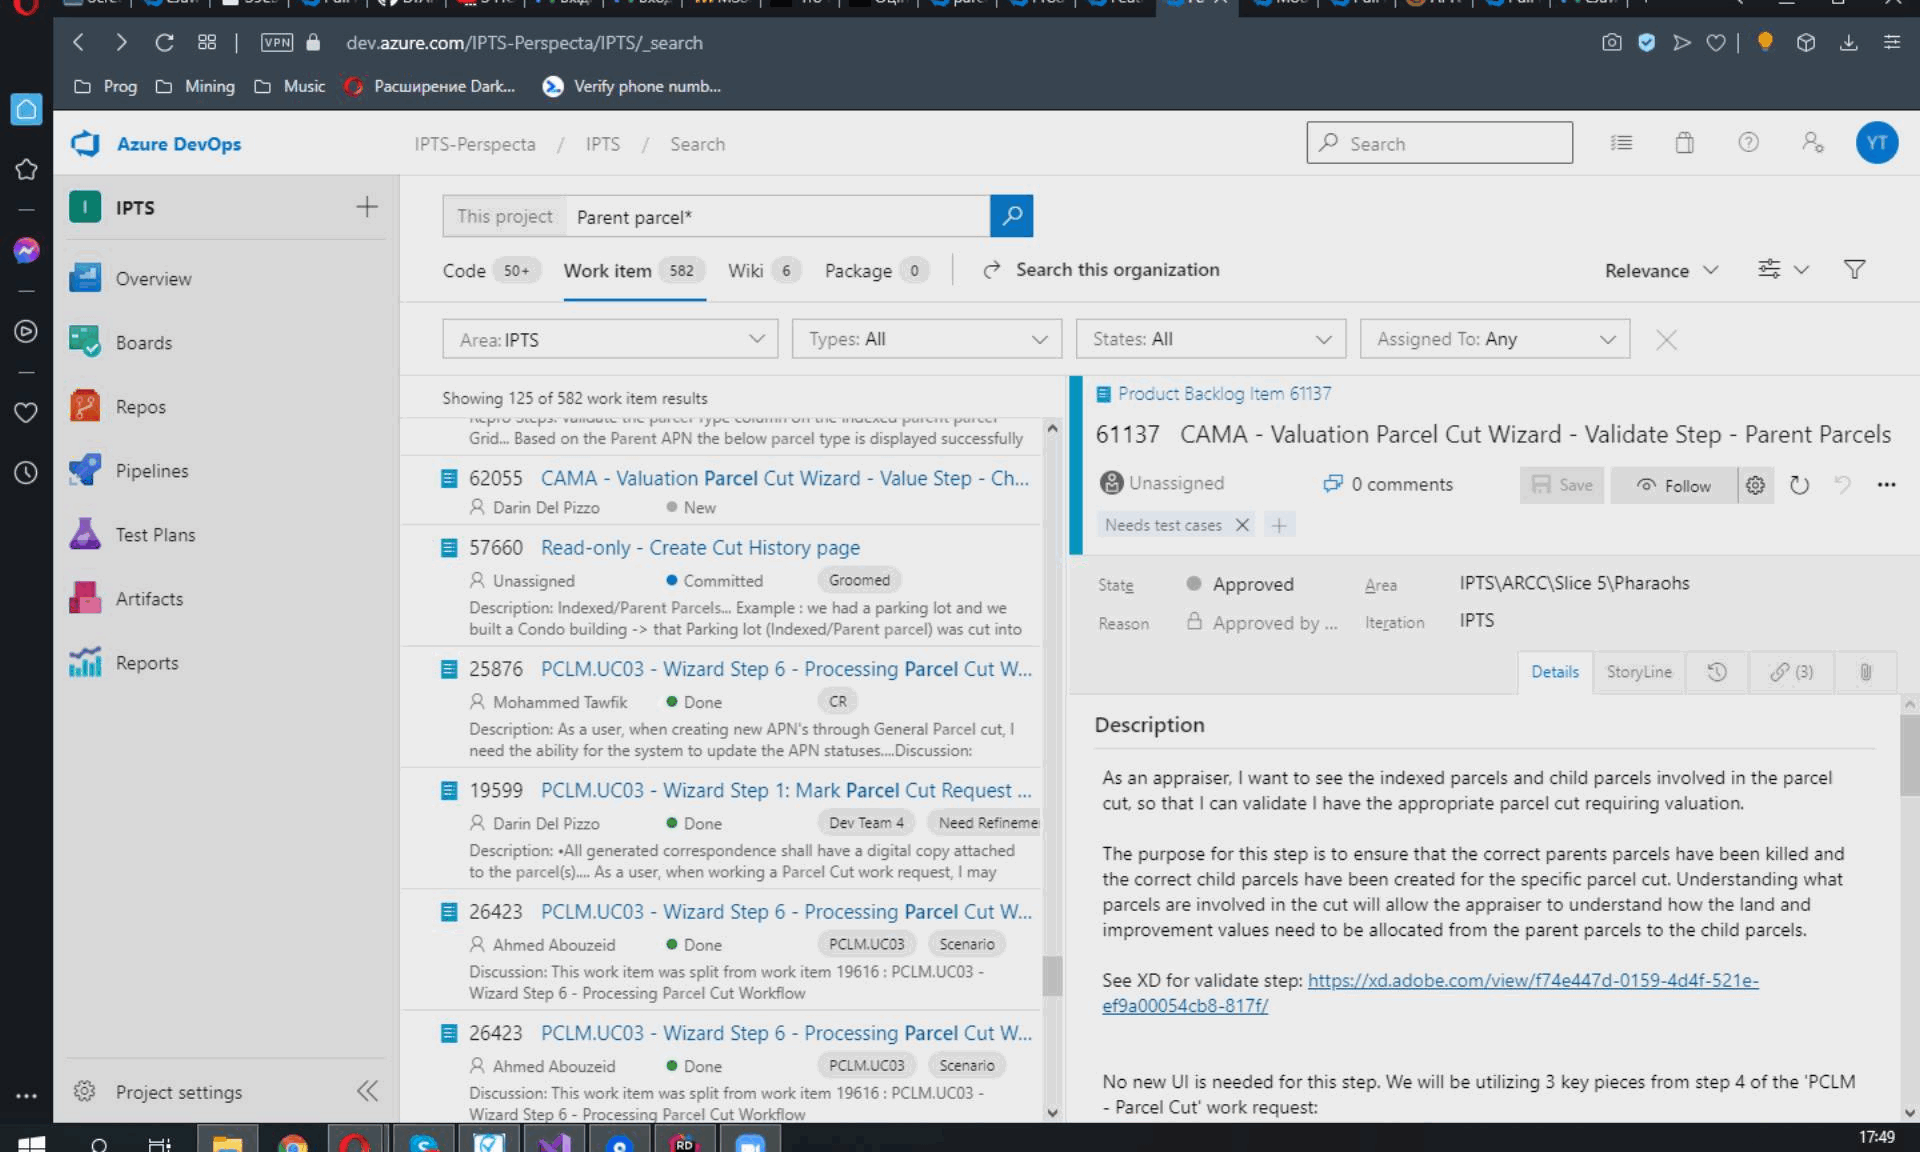 VPN dev.azure.com/IPTS-Perspecta/IPTS/_search
Prog Mining Music Расширение Dark... Verify phone numb...
Azure DevOps
IPTS-Perspecta / IPTS / Search
Search
YT
I IPTS
Overview
Boards
Repos
Pipelines
Test Plans
Artifacts
Reports
Project settings
This project Parent parcel*
Code 50+ Work item 582 Wiki 6 Package 0 Search this organization
Relevance
Area: IPTS Types: All States: All Assigned To: Any
Showing 125 of 582 work item results
Repro Steps: Validate the parcel Type column on the indexed parent parcel
Grid... Based on the Parent APN the below parcel type is displayed successfully
62055 CAMA - Valuation Parcel Cut Wizard - Value Step - Ch...
Darin Del Pizzo New
57660 Read-only - Create Cut History page
Unassigned Committed Groomed
Description: Indexed/Parent Parcels... Example : we had a parking lot and we
built a Condo building -> that Parking lot (Indexed/Parent parcel) was cut into
25876 PCLM.UC03 - Wizard Step 6 - Processing Parcel Cut W...
Mohammed Tawfik Done CR
Description: As a user, when creating new APN's through General Parcel cut, I
need the ability for the system to update the APN statuses....Discussion:
19599 PCLM.UC03 - Wizard Step 1: Mark Parcel Cut Request ...
Darin Del Pizzo Done Dev Team 4 Need Refineme
Description: •All generated correspondence shall have a digital copy attached
to the parcel(s).... As a user, when working a Parcel Cut work request, I may
26423 PCLM.UC03 - Wizard Step 6 - Processing Parcel Cut W...
Ahmed Abouzeid Done PCLM.UC03 Scenario
Discussion: This work item was split from work item 19616 : PCLM.UC03 -
Wizard Step 6 - Processing Parcel Cut Workflow
26423 PCLM.UC03 - Wizard Step 6 - Processing Parcel Cut W...
Ahmed Abouzeid Done PCLM.UC03 Scenario
Discussion: This work item was split from work item 19616 : PCLM.UC03 -
Wizard Step 6 - Processing Parcel Cut Workflow
Product Backlog Item 61137
61137 CAMA - Valuation Parcel Cut Wizard - Validate Step - Parent Parcels
Unassigned 0 comments Save Follow
Needs test cases
State Approved Area IPTS\ARCC\Slice 5\Pharaohs
Reason Approved by ... Iteration IPTS
Details StoryLine (3)
Description
As an appraiser, I want to see the indexed parcels and child parcels involved in the parcel
cut, so that I can validate I have the appropriate parcel cut requiring valuation.
The purpose for this step is to ensure that the correct parents parcels have been killed and
the correct child parcels have been created for the specific parcel cut. Understanding what
parcels are involved in the cut will allow the appraiser to understand how the land and
improvement values need to be allocated from the parent parcels to the child parcels.
See XD for validate step: https://xd.adobe.com/view/f74e447d-0159-4d4f-521e-
ef9a00054cb8-817f/
No new UI is needed for this step. We will be utilizing 3 key pieces from step 4 of the 'PCLM
- Parcel Cut' work request:
RD
17:49